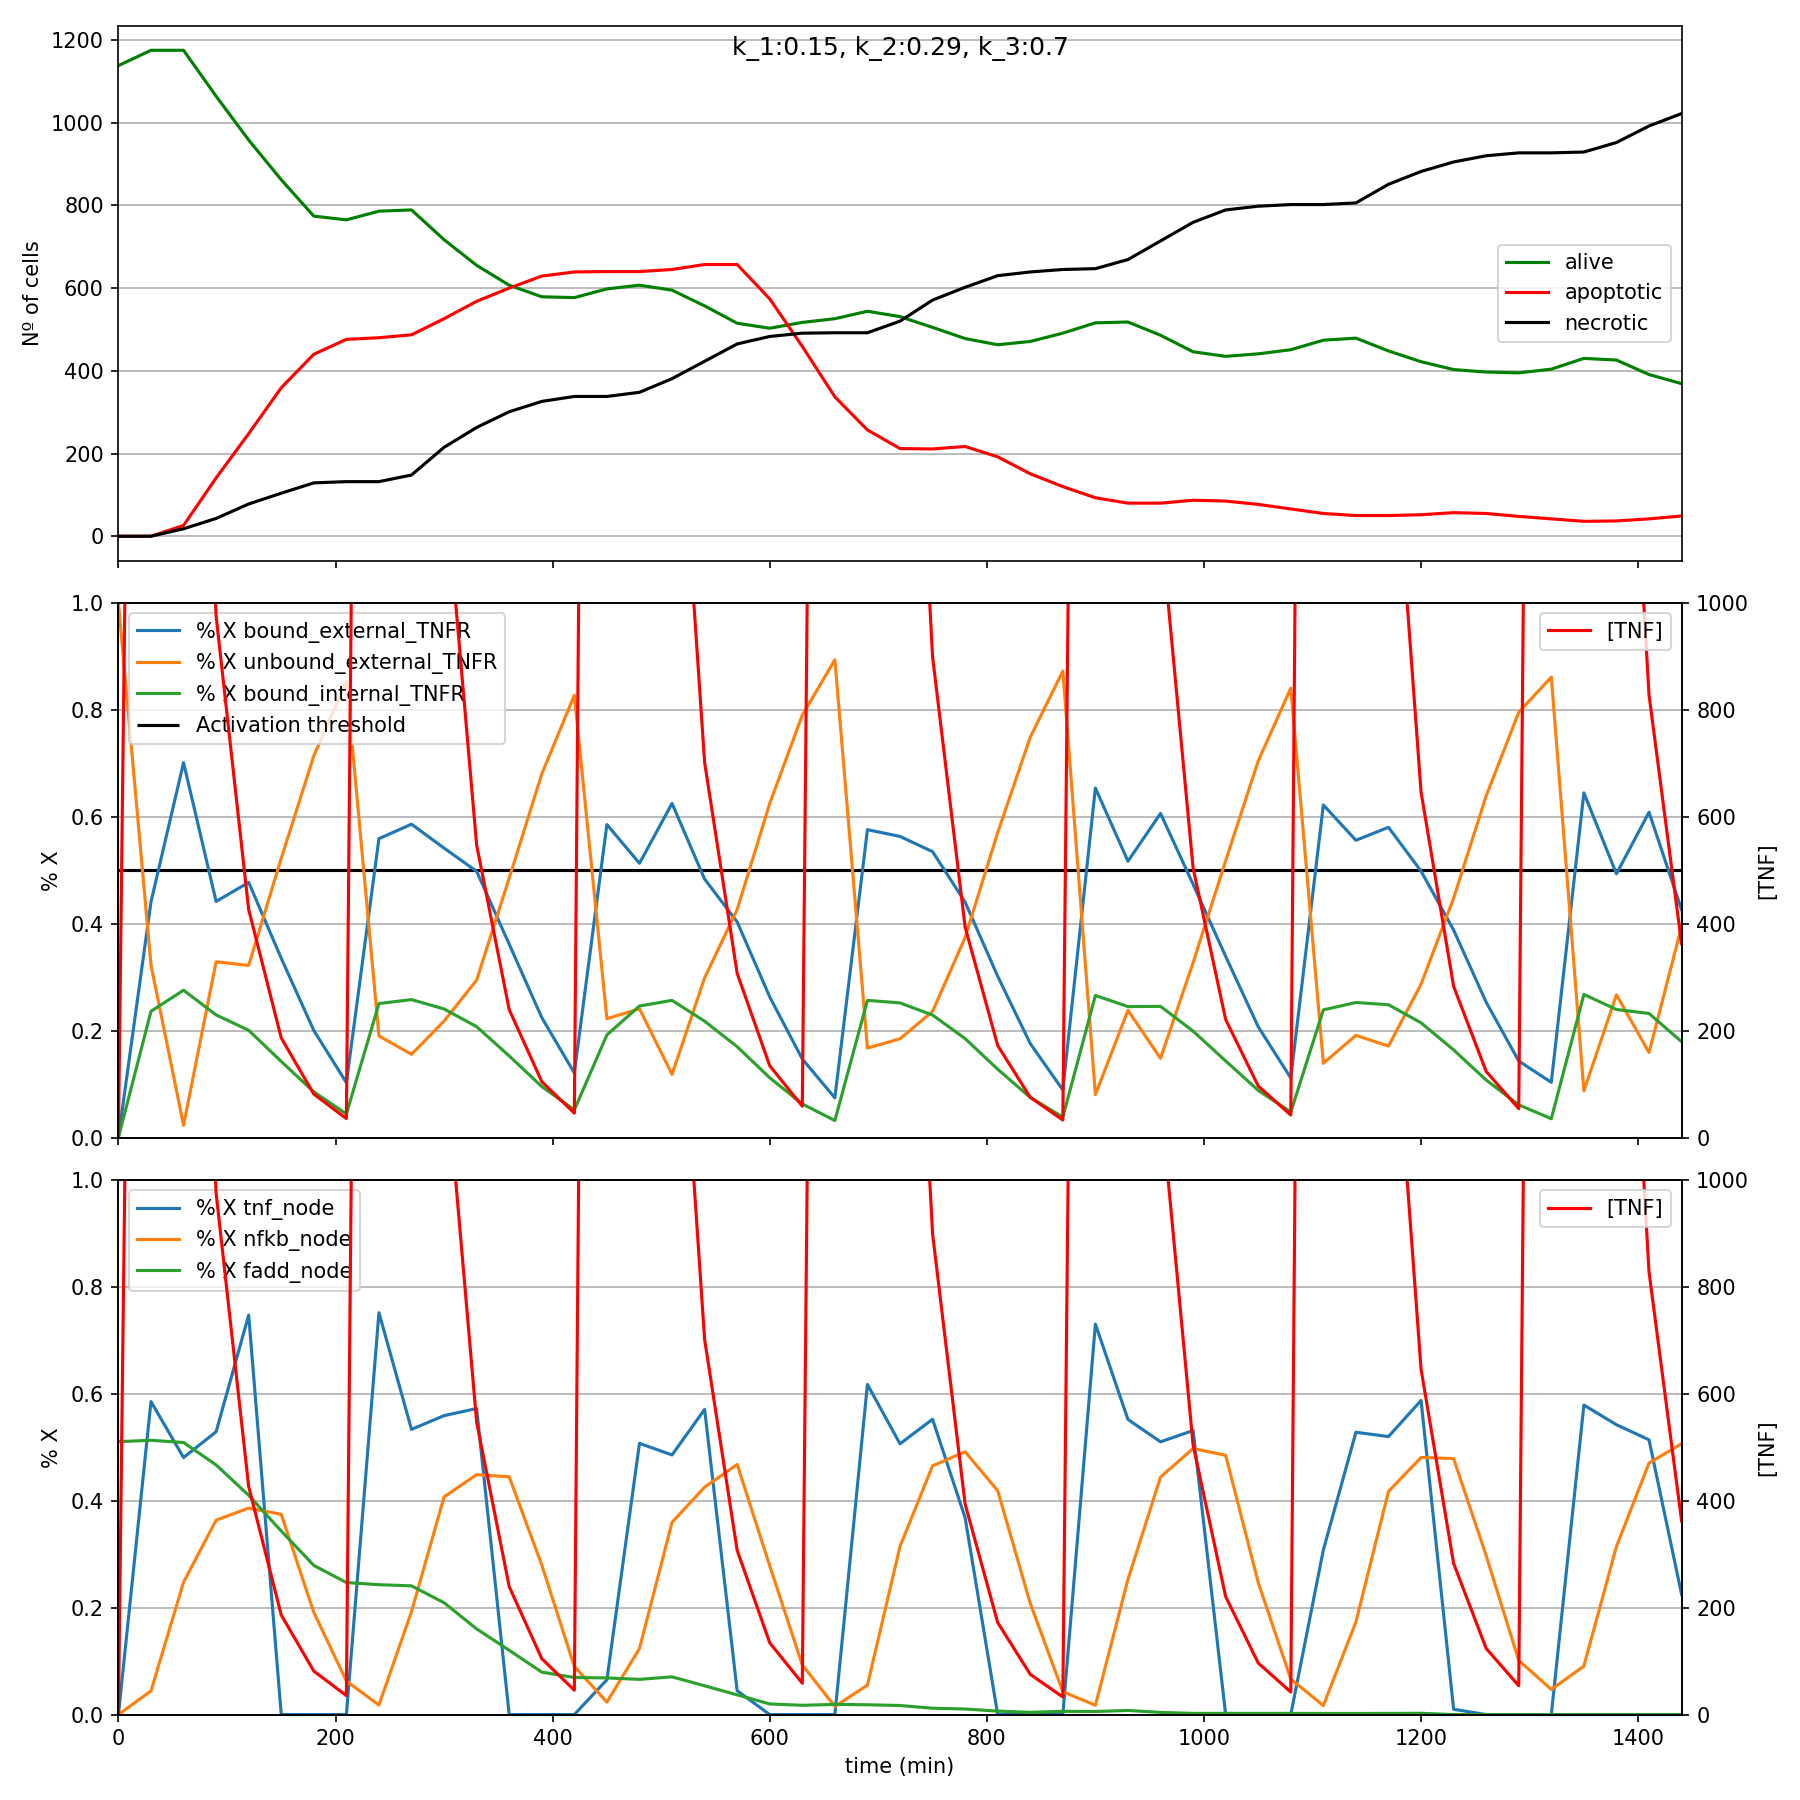 k_1:0.15, k_2:0.29, k_3:0.7
1200
1000
800
600
400
200
0
Nº of cells
alive
apoptotic
necrotic
1.0
0.8
0.6
0.4
0.2
0.0
% X
% X bound_external_TNFR
% X unbound_external_TNFR
% X bound_internal_TNFR
Activation threshold
[TNF]
1000
800
600
400
200
0
[TNF]
1.0
0.8
0.6
0.4
0.2
0.0
% X
% X tnf_node
% X nfkb_node
% X fadd_node
[TNF]
1000
800
600
400
200
0
[TNF]
0 200 400 600 800 1000 1200 1400
time (min)